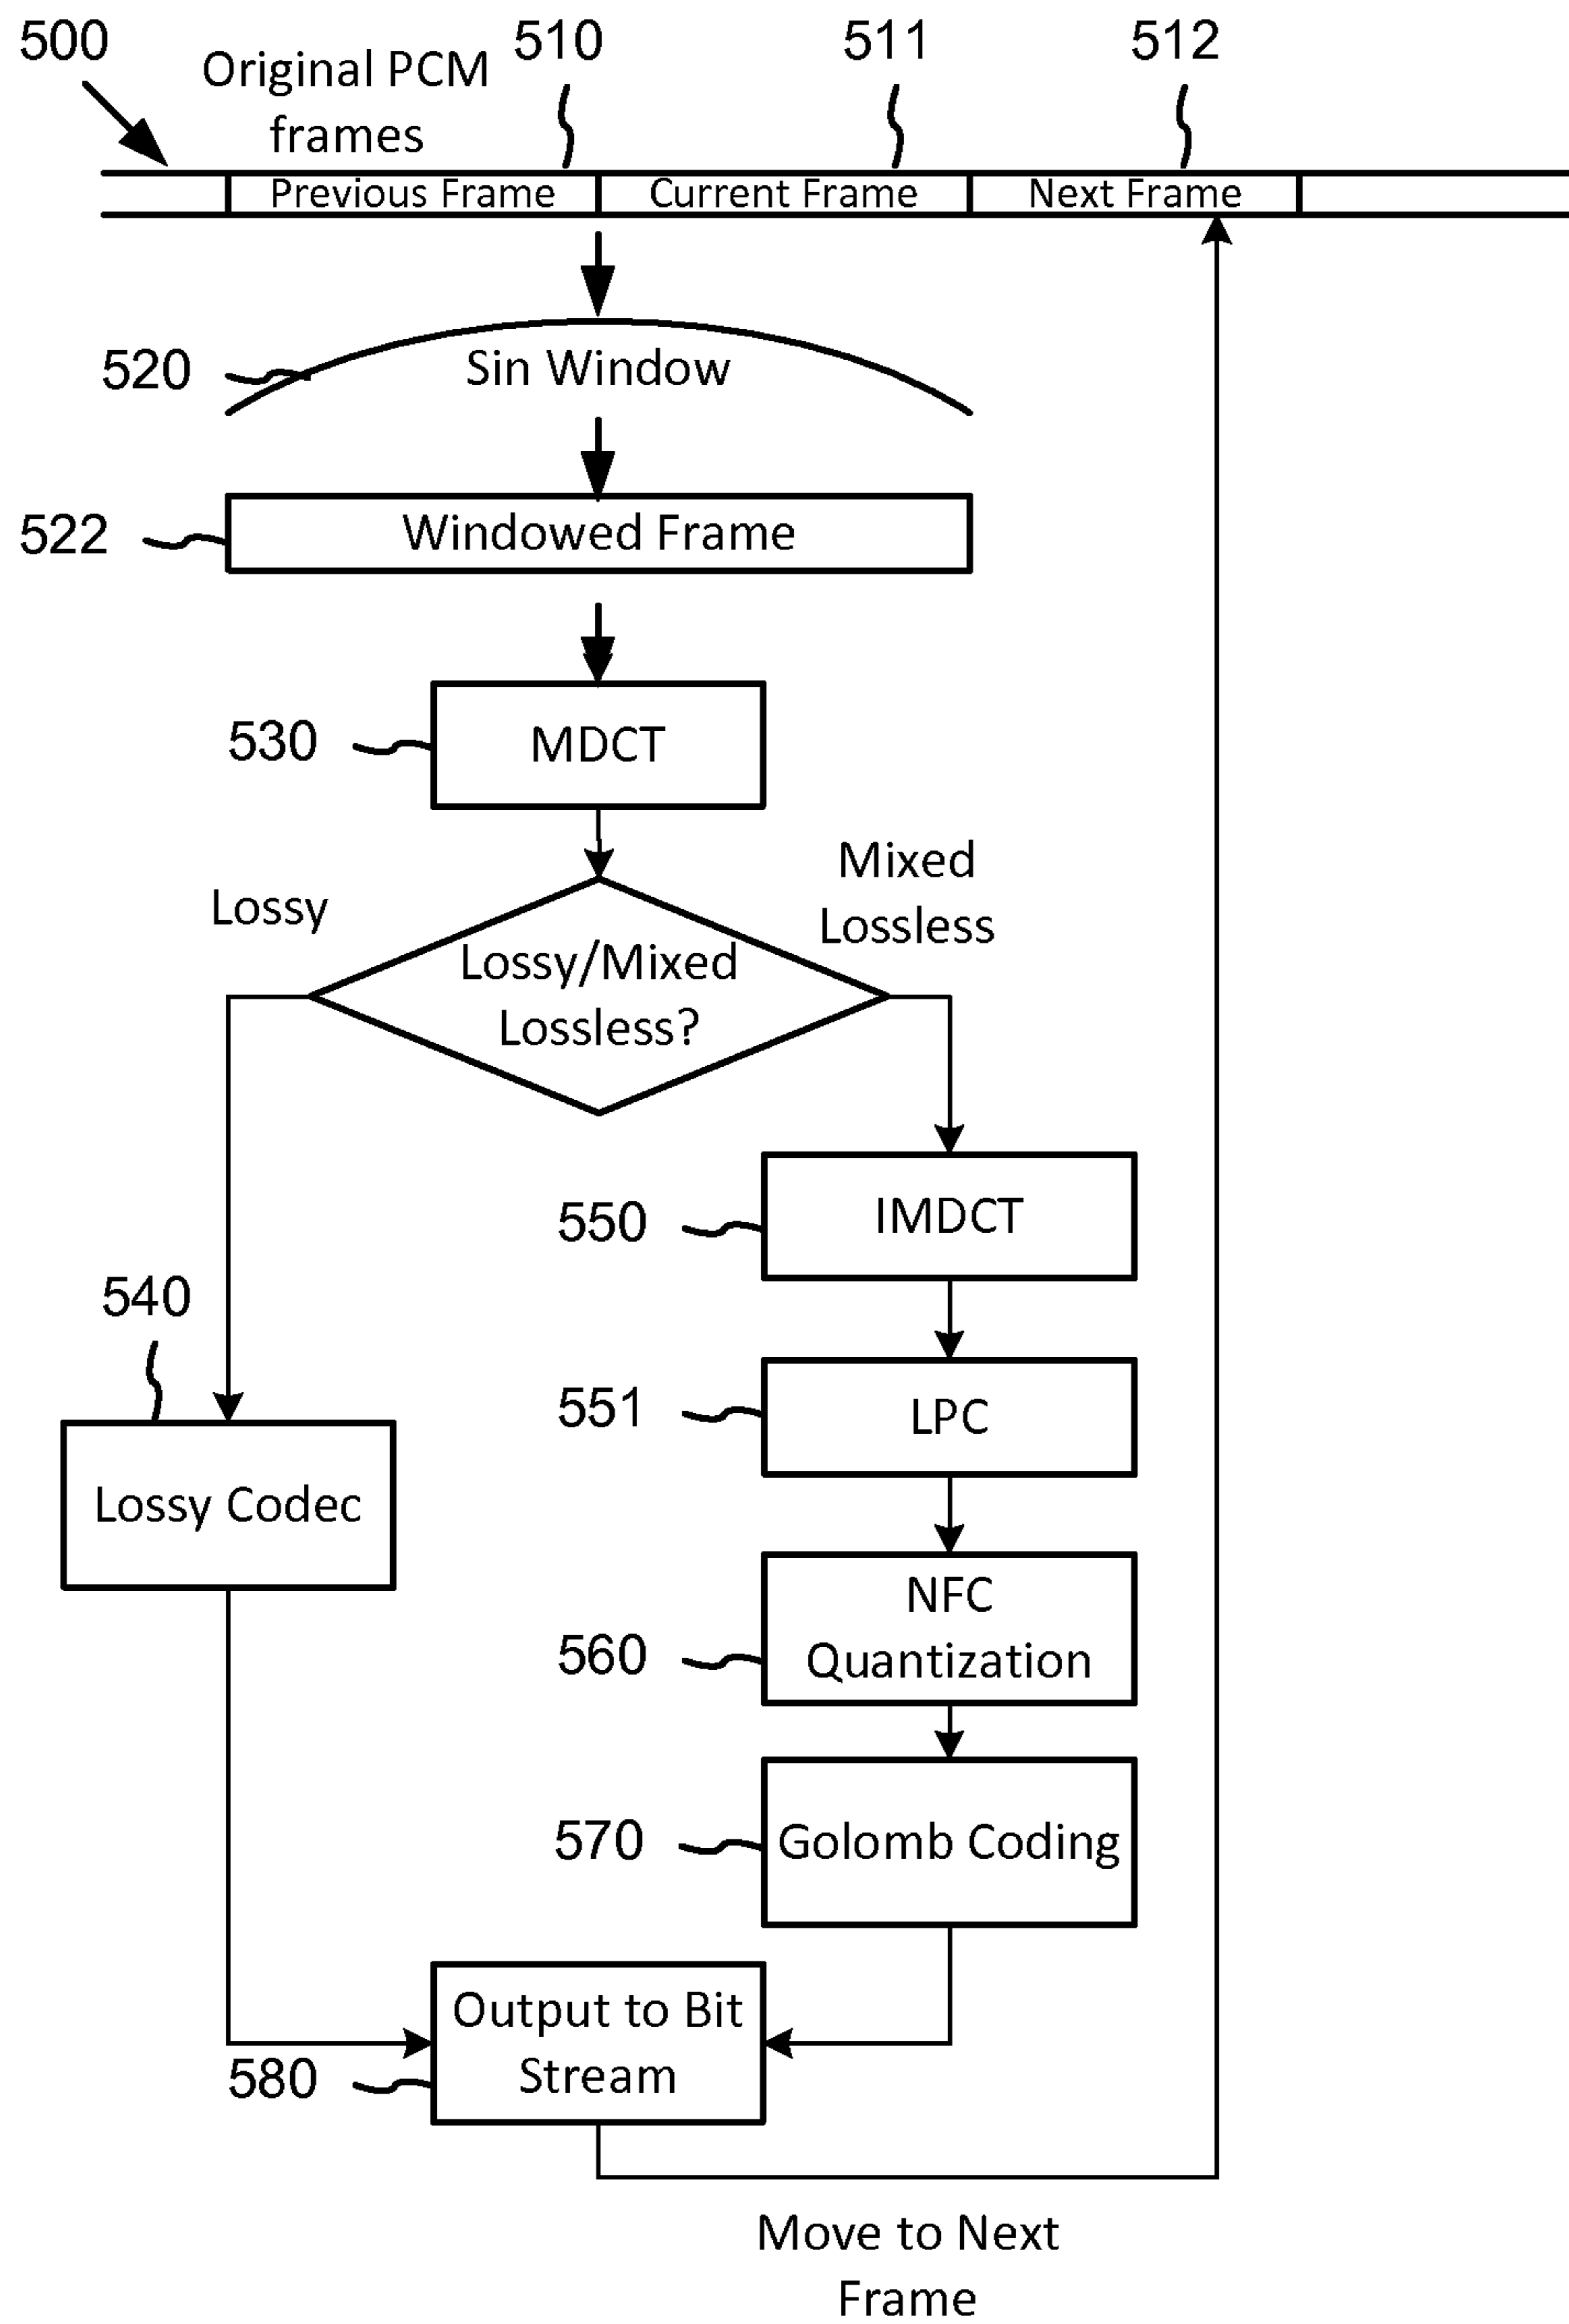 500
Original PCM
frames
510
511
512
Previous Frame
Current Frame
Next Frame
520
Sin Window
522
Windowed Frame
530
MDCT
Lossy
Mixed
Lossless
Lossy/Mixed
Lossless?
550
IMDCT
540
551
LPC
Lossy Codec
NFC
Quantization
560
570
Golomb Coding
Output to Bit
Stream
580
Move to Next
Frame